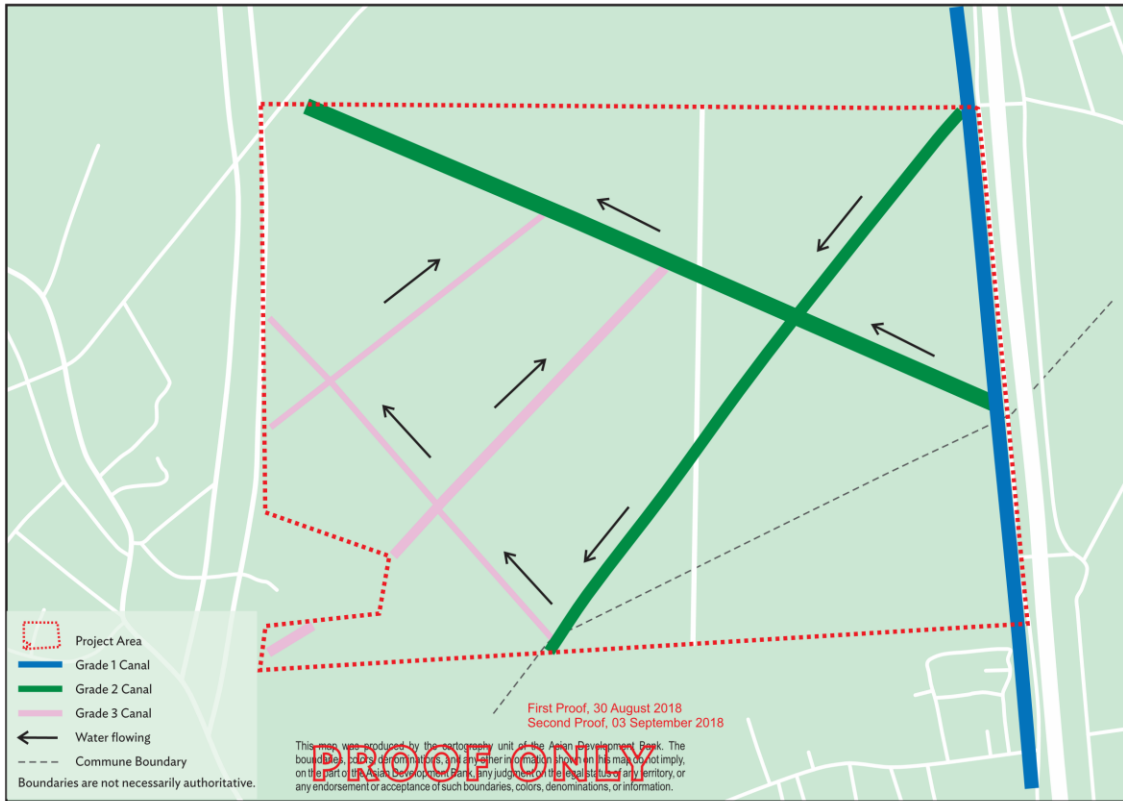 Project Area
Grade 1 Canal
Grade 2 Canal
Grade 3 Canal
Water flowing
Commune Boundary
Boundaries are not necessarily authoritative.
First Proof, 30 August 2018
Second Proof, 03 September 2018
PROOF ONLY
This map was produced by the cartography unit of the Asian Development Bank. The
boundaries, colors, denominations, and any other information shown on this map do not imply,
on the part of the Asian Development Bank, any judgment on the legal status of any territory, or
any endorsement or acceptance of such boundaries, colors, denominations, or information.